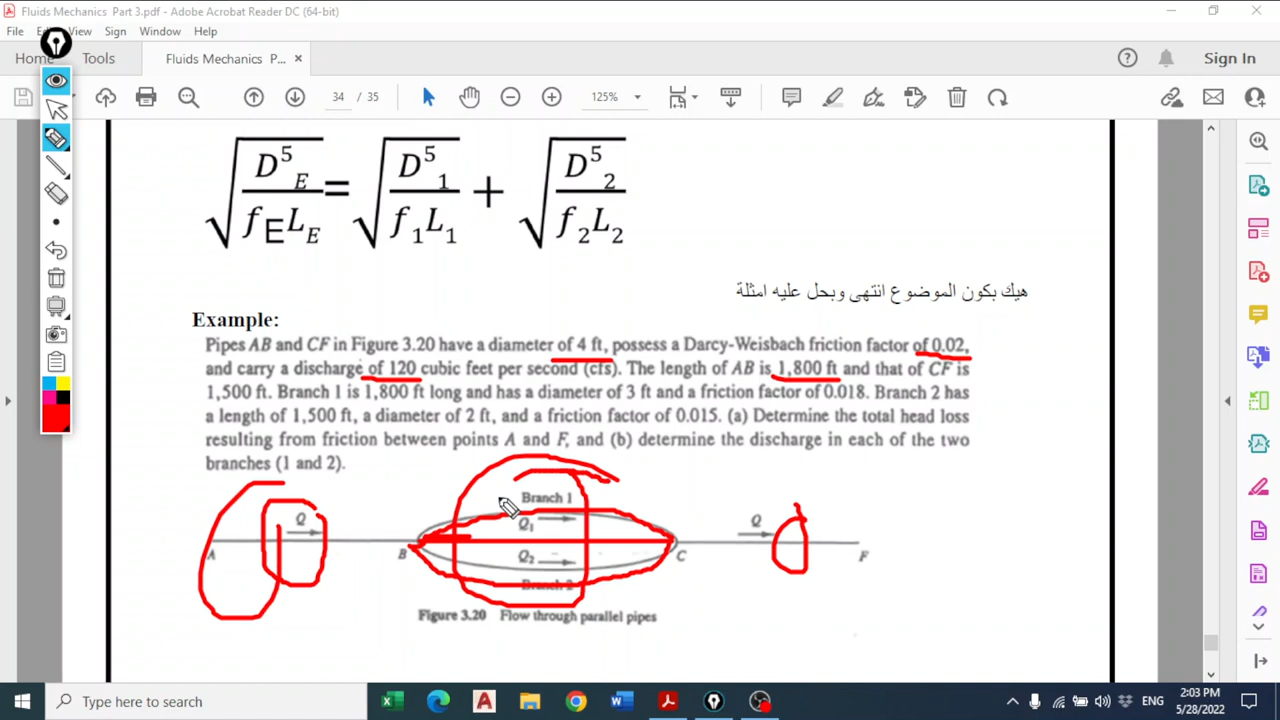 Fluids Mechanics Part 3.pdf - Adobe Acrobat Reader DC (64-bit)
File Edit View Sign Window Help
Home Tools Fluids Mechanics P... × Sign In
34 / 35 125%
√(D⁵_E / f_E L_E) = √(D⁵₁ / f₁L₁) + √(D⁵₂ / f₂L₂)
هيك بكون الموضوع انتهى وبحل عليه امثلة
Example:
Pipes AB and CF in Figure 3.20 have a diameter of 4 ft, possess a Darcy-Weisbach friction factor of 0.02,
and carry a discharge of 120 cubic feet per second (cfs). The length of AB is 1,800 ft and that of CF is
1,500 ft. Branch 1 is 1,800 ft long and has a diameter of 3 ft and a friction factor of 0.018. Branch 2 has
a length of 1,500 ft, a diameter of 2 ft, and a friction factor of 0.015. (a) Determine the total head loss
resulting from friction between points A and F, and (b) determine the discharge in each of the two
branches (1 and 2).
Branch 1
Q Q₁ Q
A B C F
Q₂
Branch 2
Figure 3.20 Flow through parallel pipes
Type here to search
ENG
2:03 PM
5/28/2022